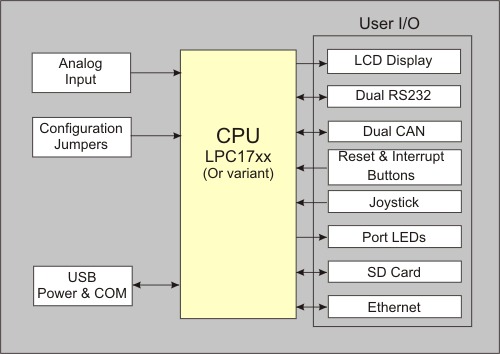 User I/O
Analog
Input
Configuration
Jumpers
USB
Power & COM
CPU
LPC17xx
(Or variant)
LCD Display
Dual RS232
Dual CAN
Reset & Interrupt
Buttons
Joystick
Port LEDs
SD Card
Ethernet